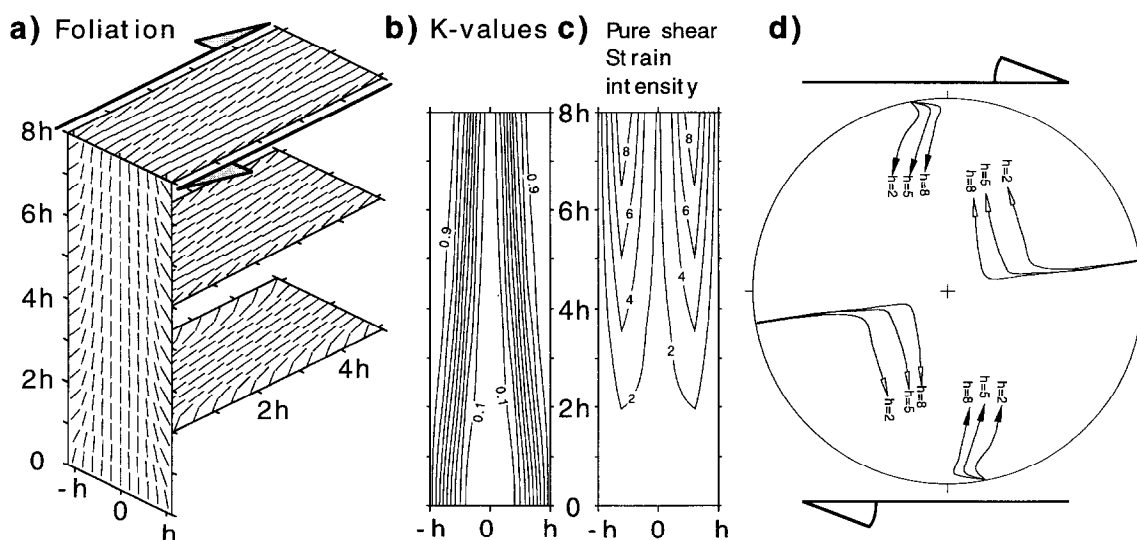 a) Foliation
8h
6h
4h
2h
0
-h
0
h
2h
4h
b) K-values
0.9
0.9
0.1
0.1
-h
0
h
c) Pure shear
Strain
intensity
8h
6h
4h
2h
0
8
8
6
6
4
4
2
2
-h
0
h
d)
h=2
h=5
h=8
h=8
h=5
h=2
h=2
h=5
h=8
h=8
h=5
h=2